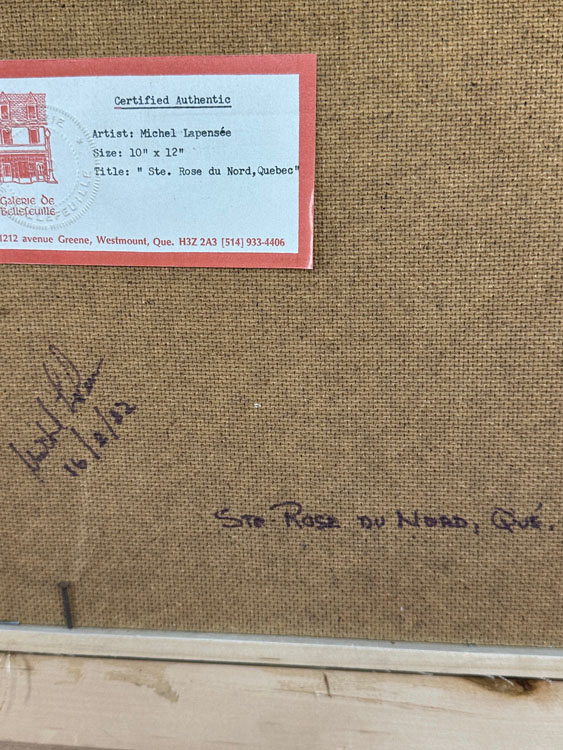 Certified Authentic
Artist: Michel Lapensée
Size: 10" x 12"
Title: " Ste. Rose du Nord,Quebec"
Galerie de
Bellefeuille
1212 avenue Greene, Westmount, Que. H3Z 2A3 [514] 933-4406
16/2/82
Ste-Rose du Nord, Qué.